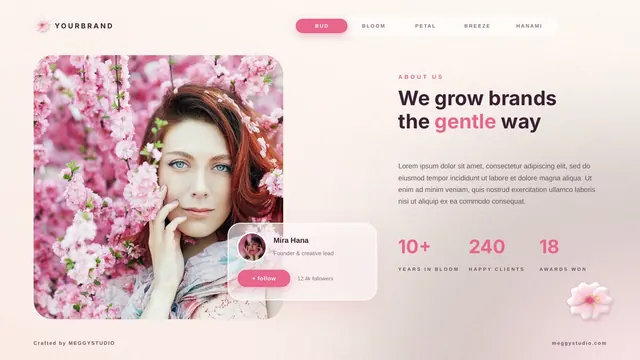 YOURBRAND
BUD
BLOOM
PETAL
BREEZE
HANAMI
ABOUT US
We grow brands
the gentle way
Lorem ipsum dolor sit amet, consectetur adipiscing elit, sed do
eiusmod tempor incididunt ut labore et dolore magna aliqua. Ut
enim ad minim veniam, quis nostrud exercitation ullamco laboris
nisi ut aliquip ex ea commodo consequat.
Mira Hana
Founder & creative lead
+ follow
12.4k followers
10+
240
18
YEARS IN BLOOM
HAPPY CLIENTS
AWARDS WON
Crafted by MEGGYSTUDIO
meggystudio.com